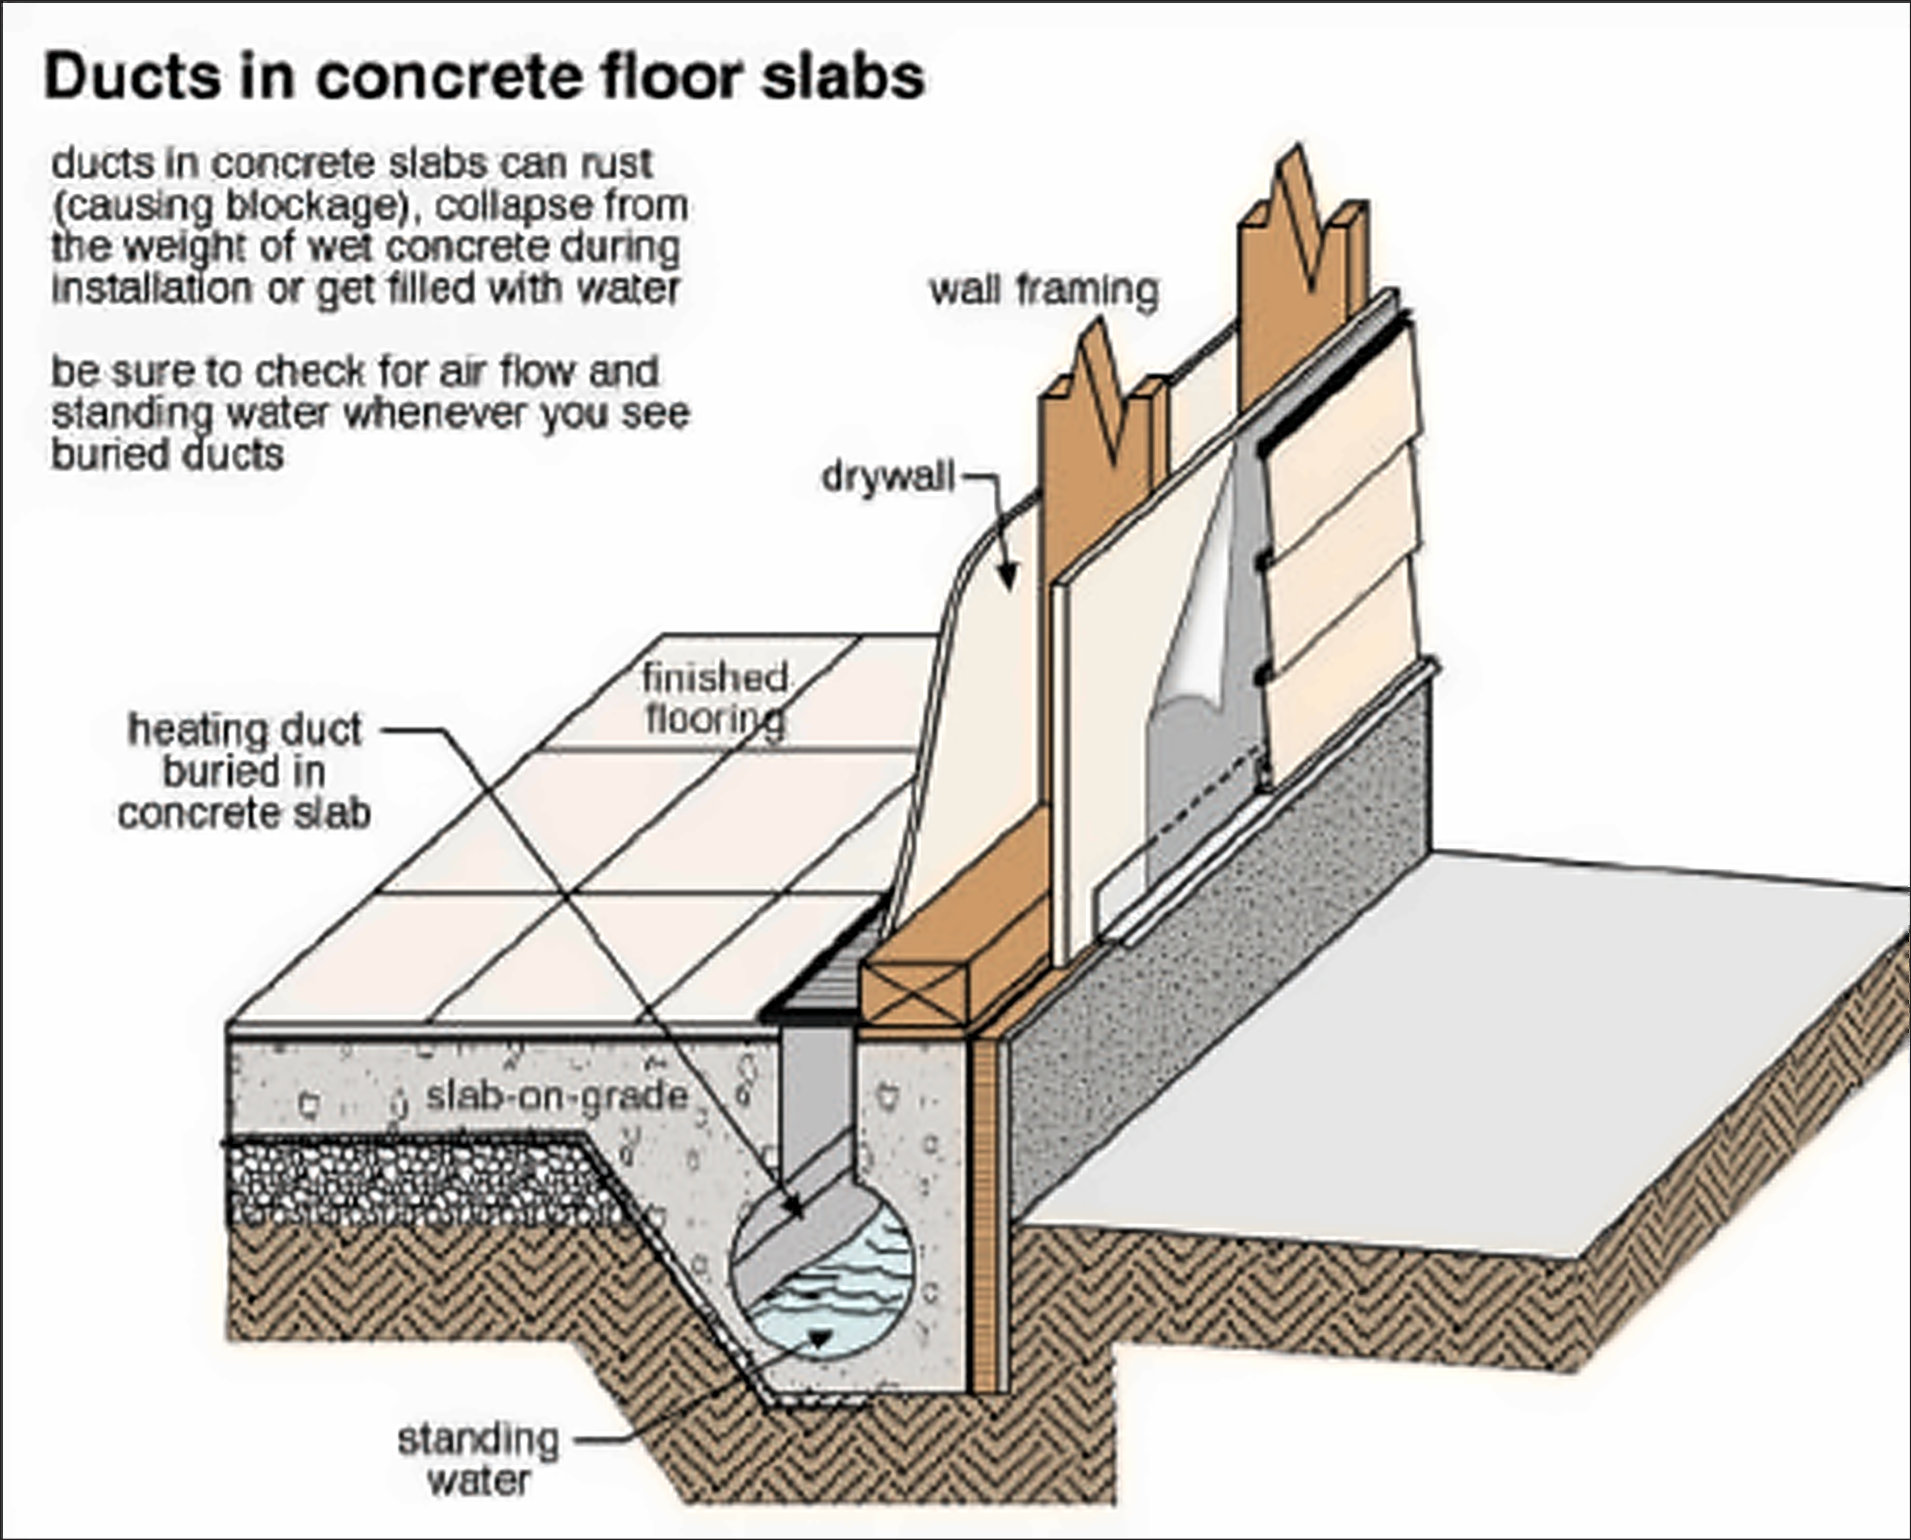 Ducts in concrete floor slabs
ducts in concrete slabs can rust
(causing blockage), collapse from
the weight of wet concrete during
installation or get filled with water
be sure to check for air flow and
standing water whenever you see
buried ducts
wall framing
drywall
finished
flooring
heating duct
buried in
concrete slab
slab-on-grade
standing
water